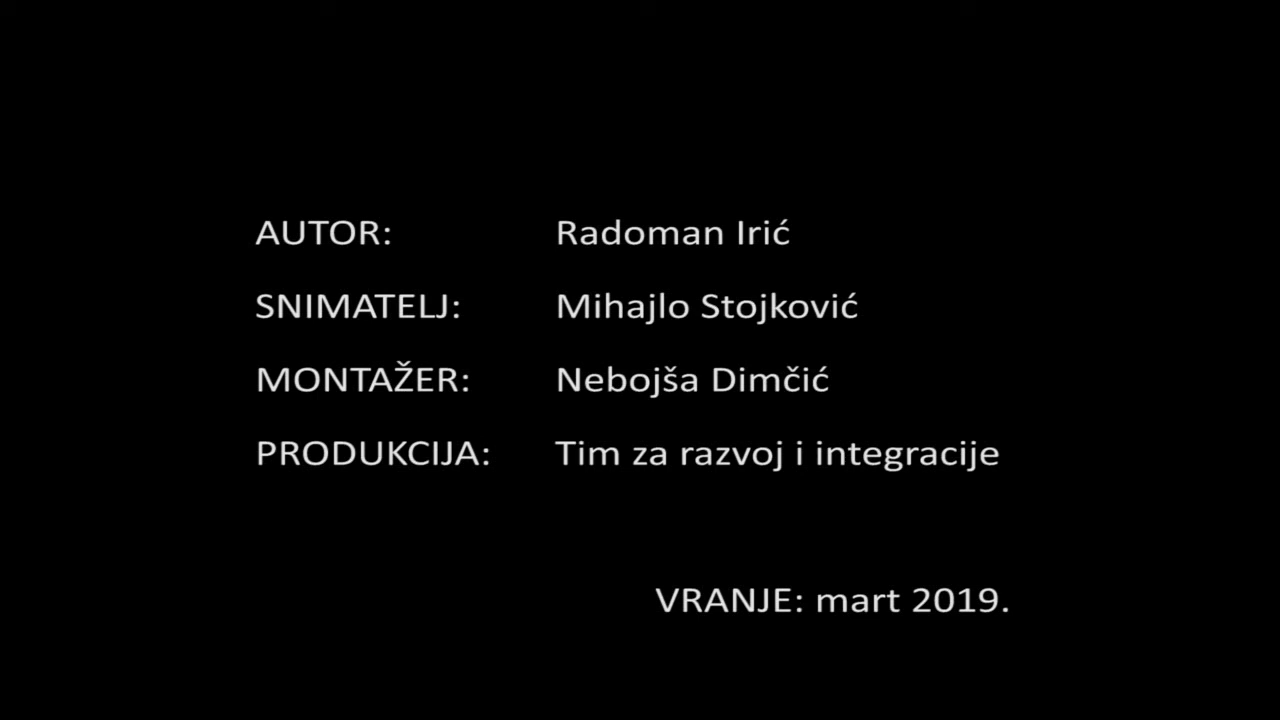 AUTOR: Radoman Irić
SNIMATELJ: Mihajlo Stojković
MONTAŽER: Nebojša Dimčić
PRODUKCIJA: Tim za razvoj i integracije
VRANJE: mart 2019.